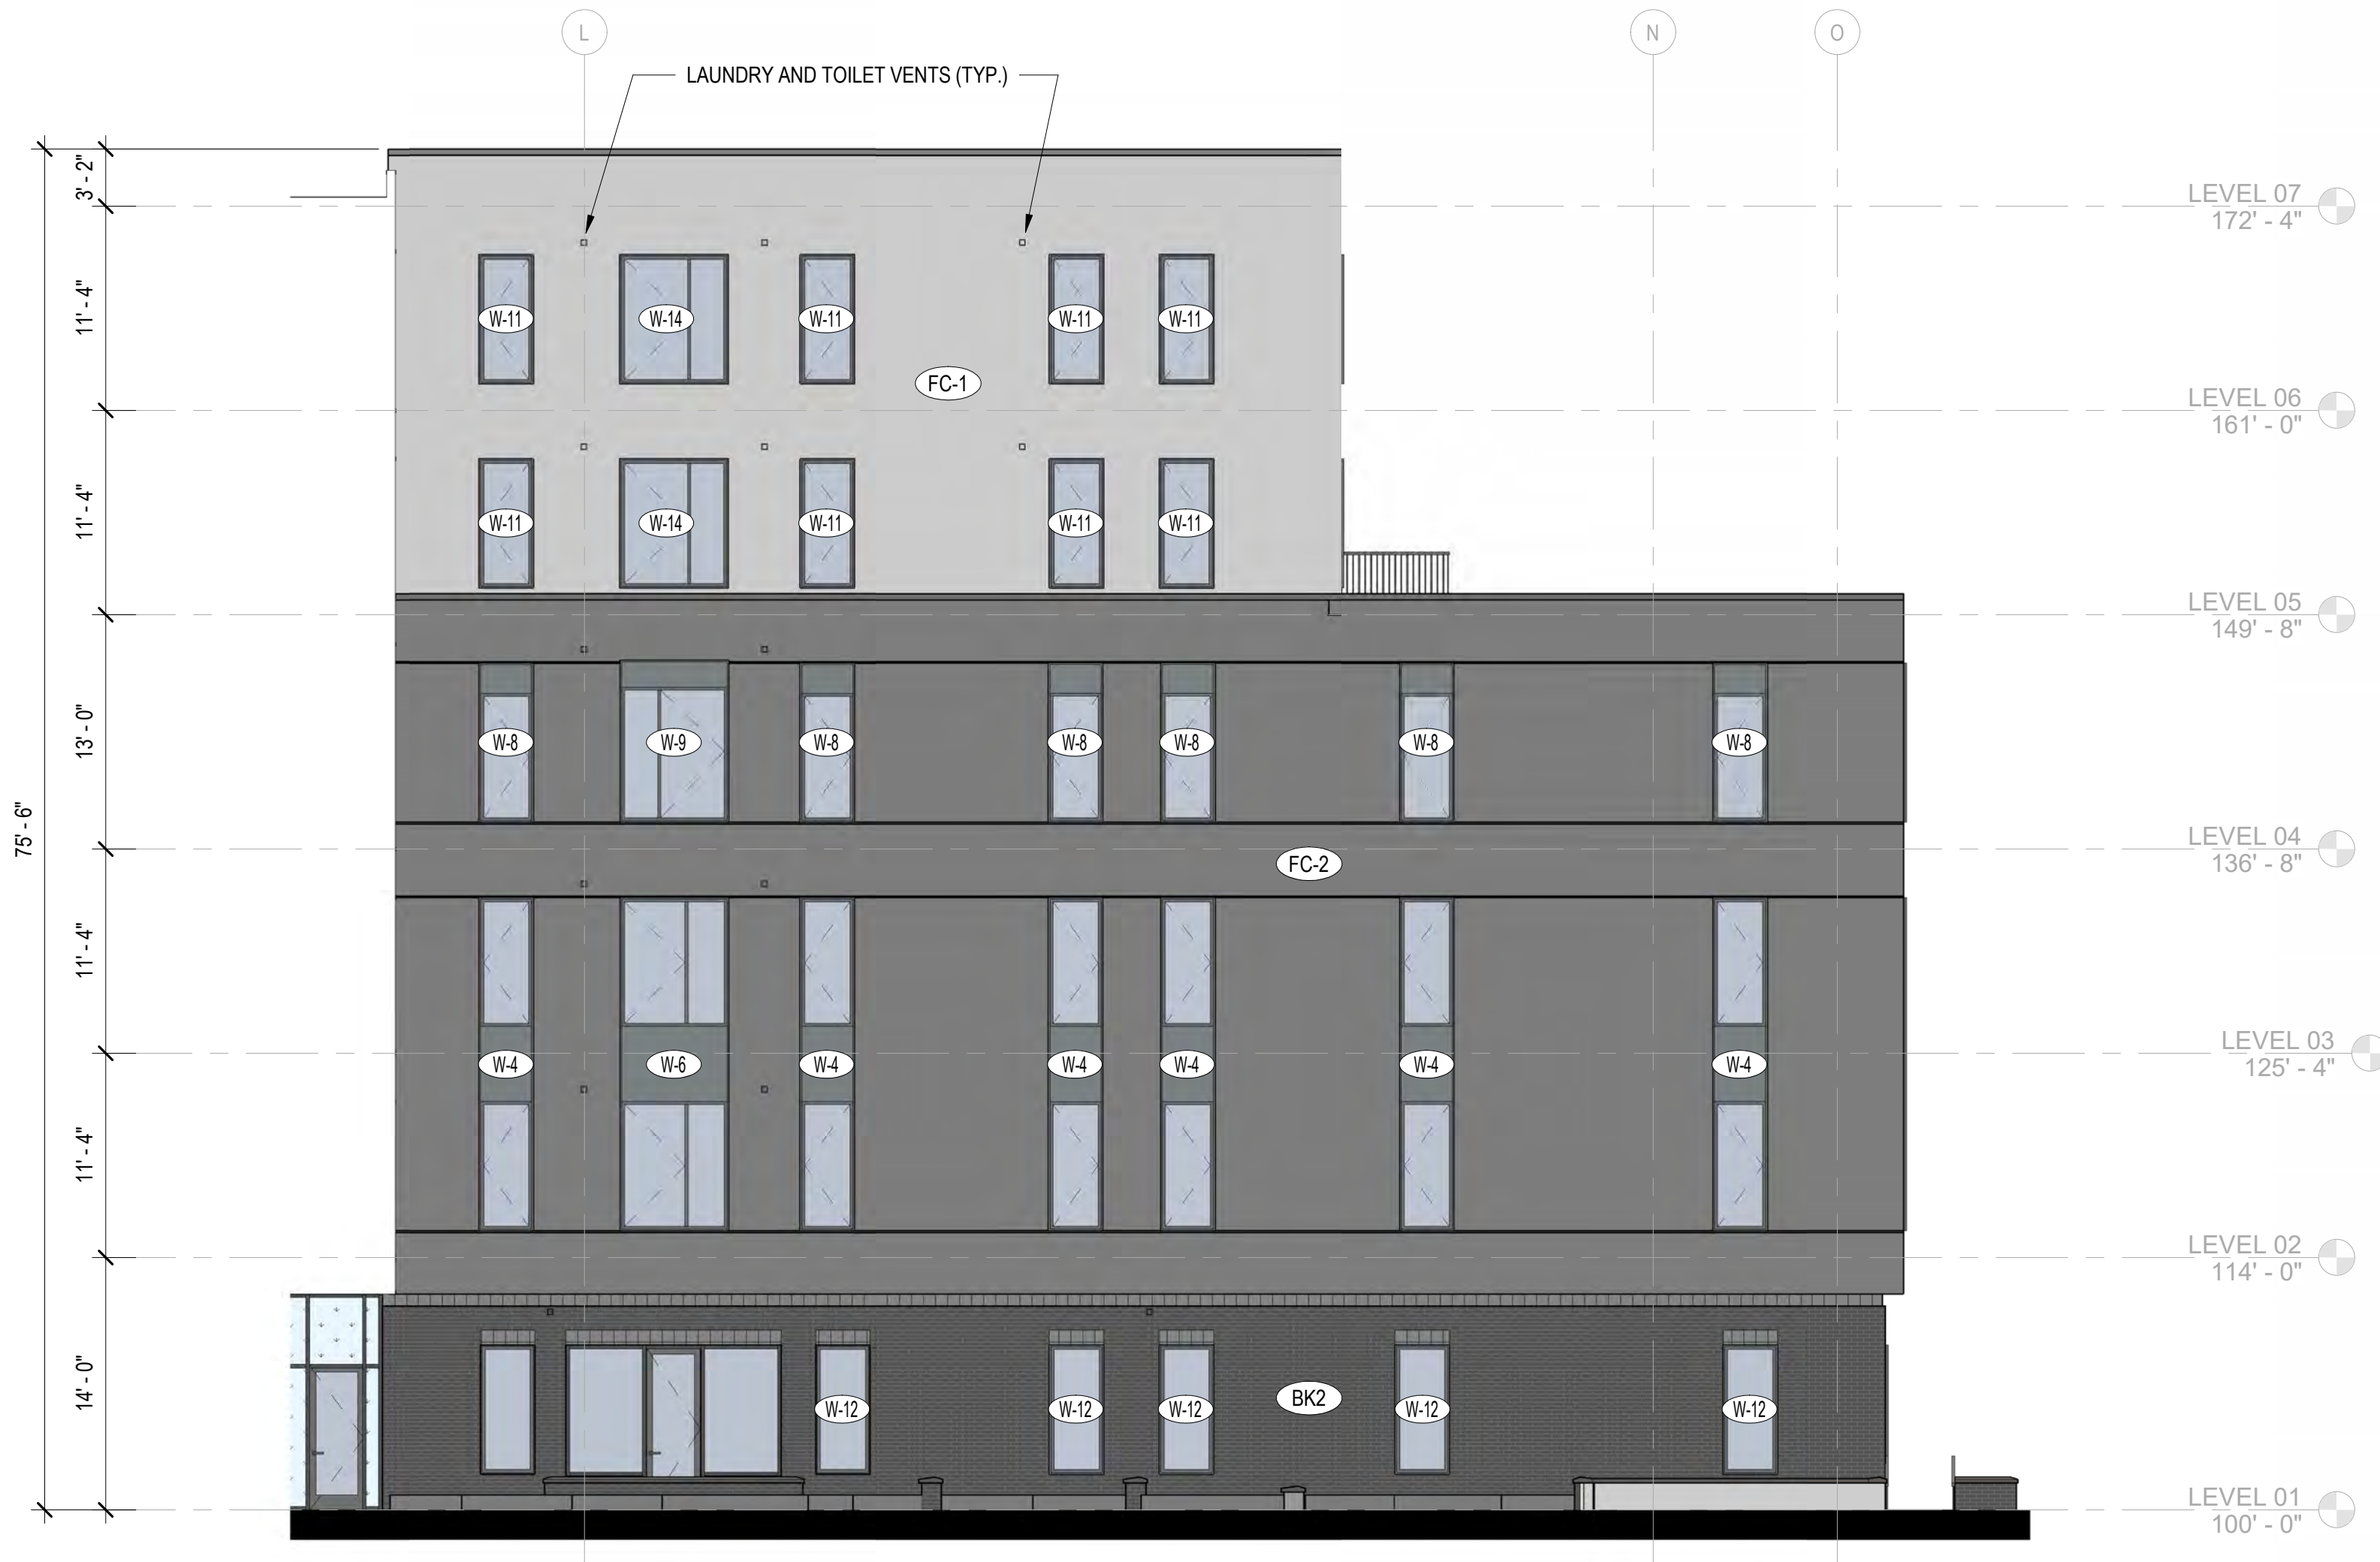 L
N
O
LAUNDRY AND TOILET VENTS (TYP.)
3' - 2"
LEVEL 07
172' - 4"
11' - 4"
W-11
W-14
W-11
W-11
W-11
FC-1
LEVEL 06
161' - 0"
11' - 4"
W-11
W-14
W-11
W-11
W-11
LEVEL 05
149' - 8"
13' - 0"
W-8
W-9
W-8
W-8
W-8
W-8
W-8
75' - 6"
LEVEL 04
136' - 8"
FC-2
11' - 4"
LEVEL 03
125' - 4"
W-4
W-6
W-4
W-4
W-4
W-4
W-4
11' - 4"
LEVEL 02
114' - 0"
14' - 0"
BK2
W-12
W-12
W-12
W-12
W-12
LEVEL 01
100' - 0"